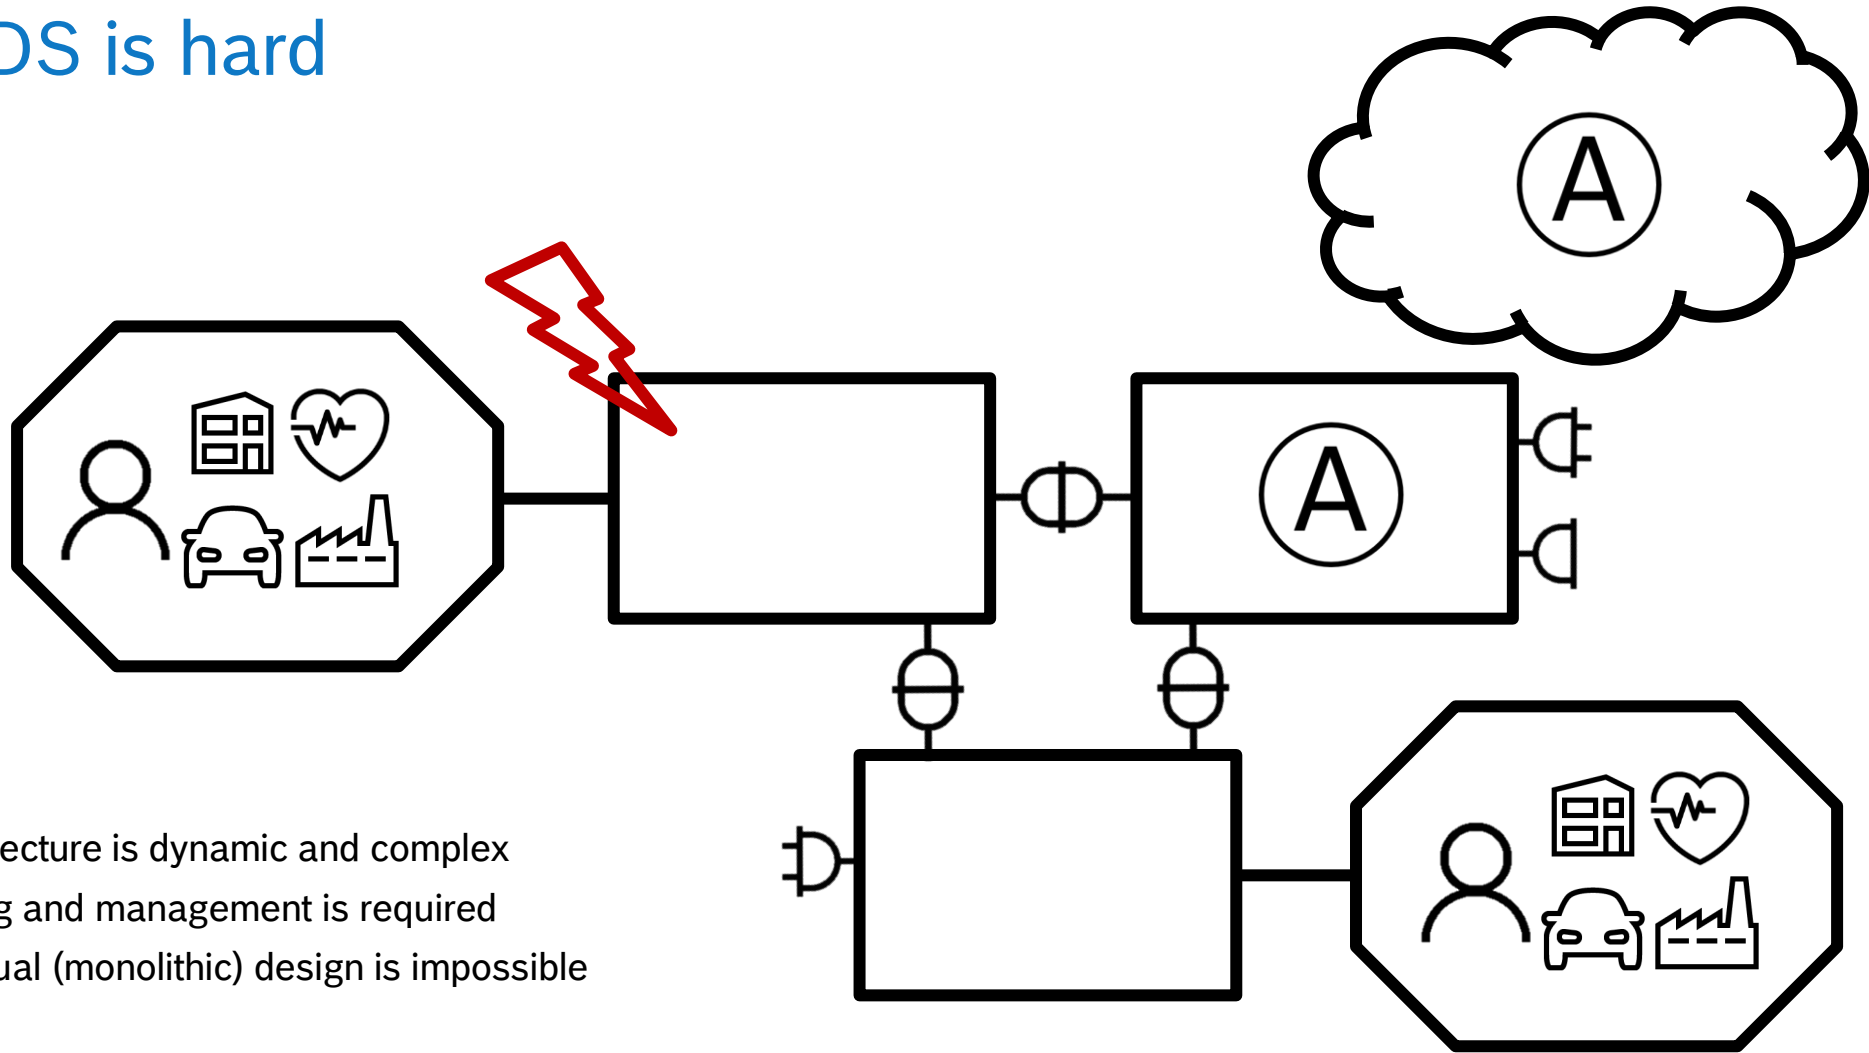 DS is hard
A
A
ecture is dynamic and complex
g and management is required
ual (monolithic) design is impossible